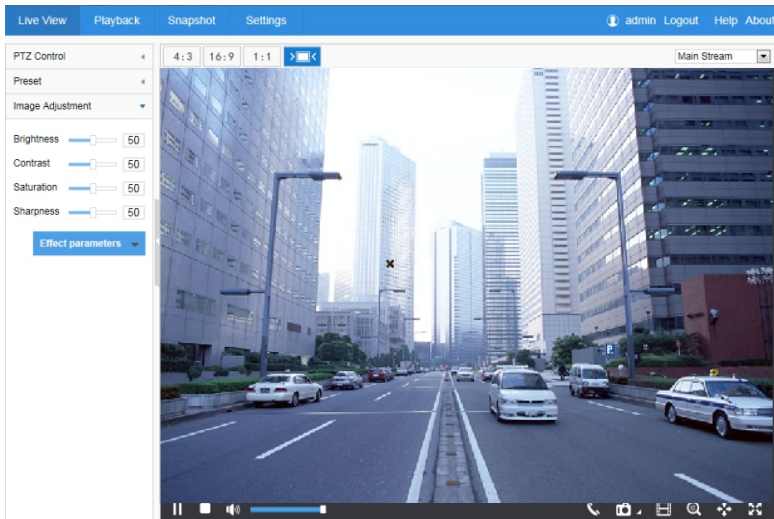 Live View Playback Snapshot Settings admin Logout Help About
PTZ Control
4:3 16:9 1:1 Main Stream
Preset
Image Adjustment
Brightness 50
Contrast 50
Saturation 50
Sharpness 50
Effect parameters
P